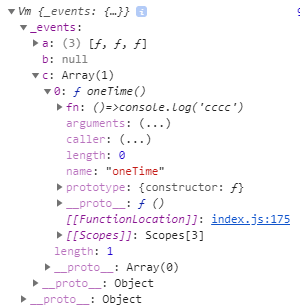 ▼Vm {_events: {…}} i 9
▼_events:
▶a: (3) [ƒ, ƒ, ƒ]
b: null
▼c: Array(1)
▼0: ƒ oneTime()
▶fn: ()=>console.log('cccc')
arguments: (...)
caller: (...)
length: 0
name: "oneTime"
▶prototype: {constructor: ƒ}
▶__proto__: ƒ ()
[[FunctionLocation]]: index.js:175
▶[[Scopes]]: Scopes[3]
length: 1
▶__proto__: Array(0)
▶__proto__: Object
▶__proto__: Object